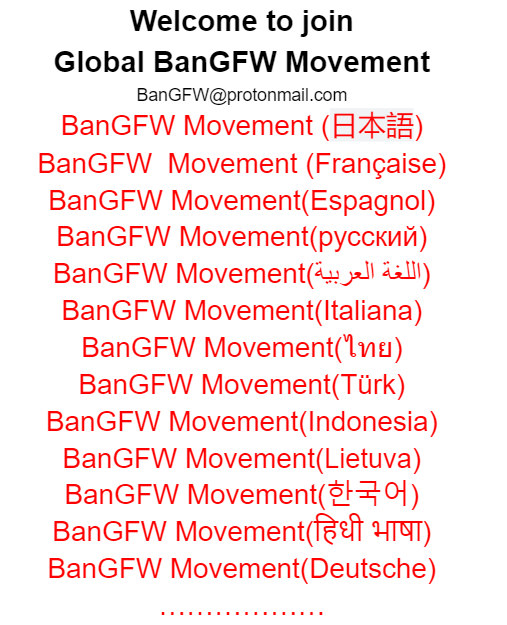 Welcome to join
Global BanGFW Movement
BanGFW@protonmail.com
BanGFW Movement (日本語)
BanGFW  Movement (Française)
BanGFW Movement(Espagnol)
BanGFW Movement(русский)
BanGFW Movement(اللغة العربية)
BanGFW Movement(Italiana)
BanGFW Movement(ไทย)
BanGFW Movement(Türk)
BanGFW Movement(Indonesia)
BanGFW Movement(Lietuva)
BanGFW Movement(한국어)
BanGFW Movement(हिधी भाषा)
BanGFW Movement(Deutsche)
………………